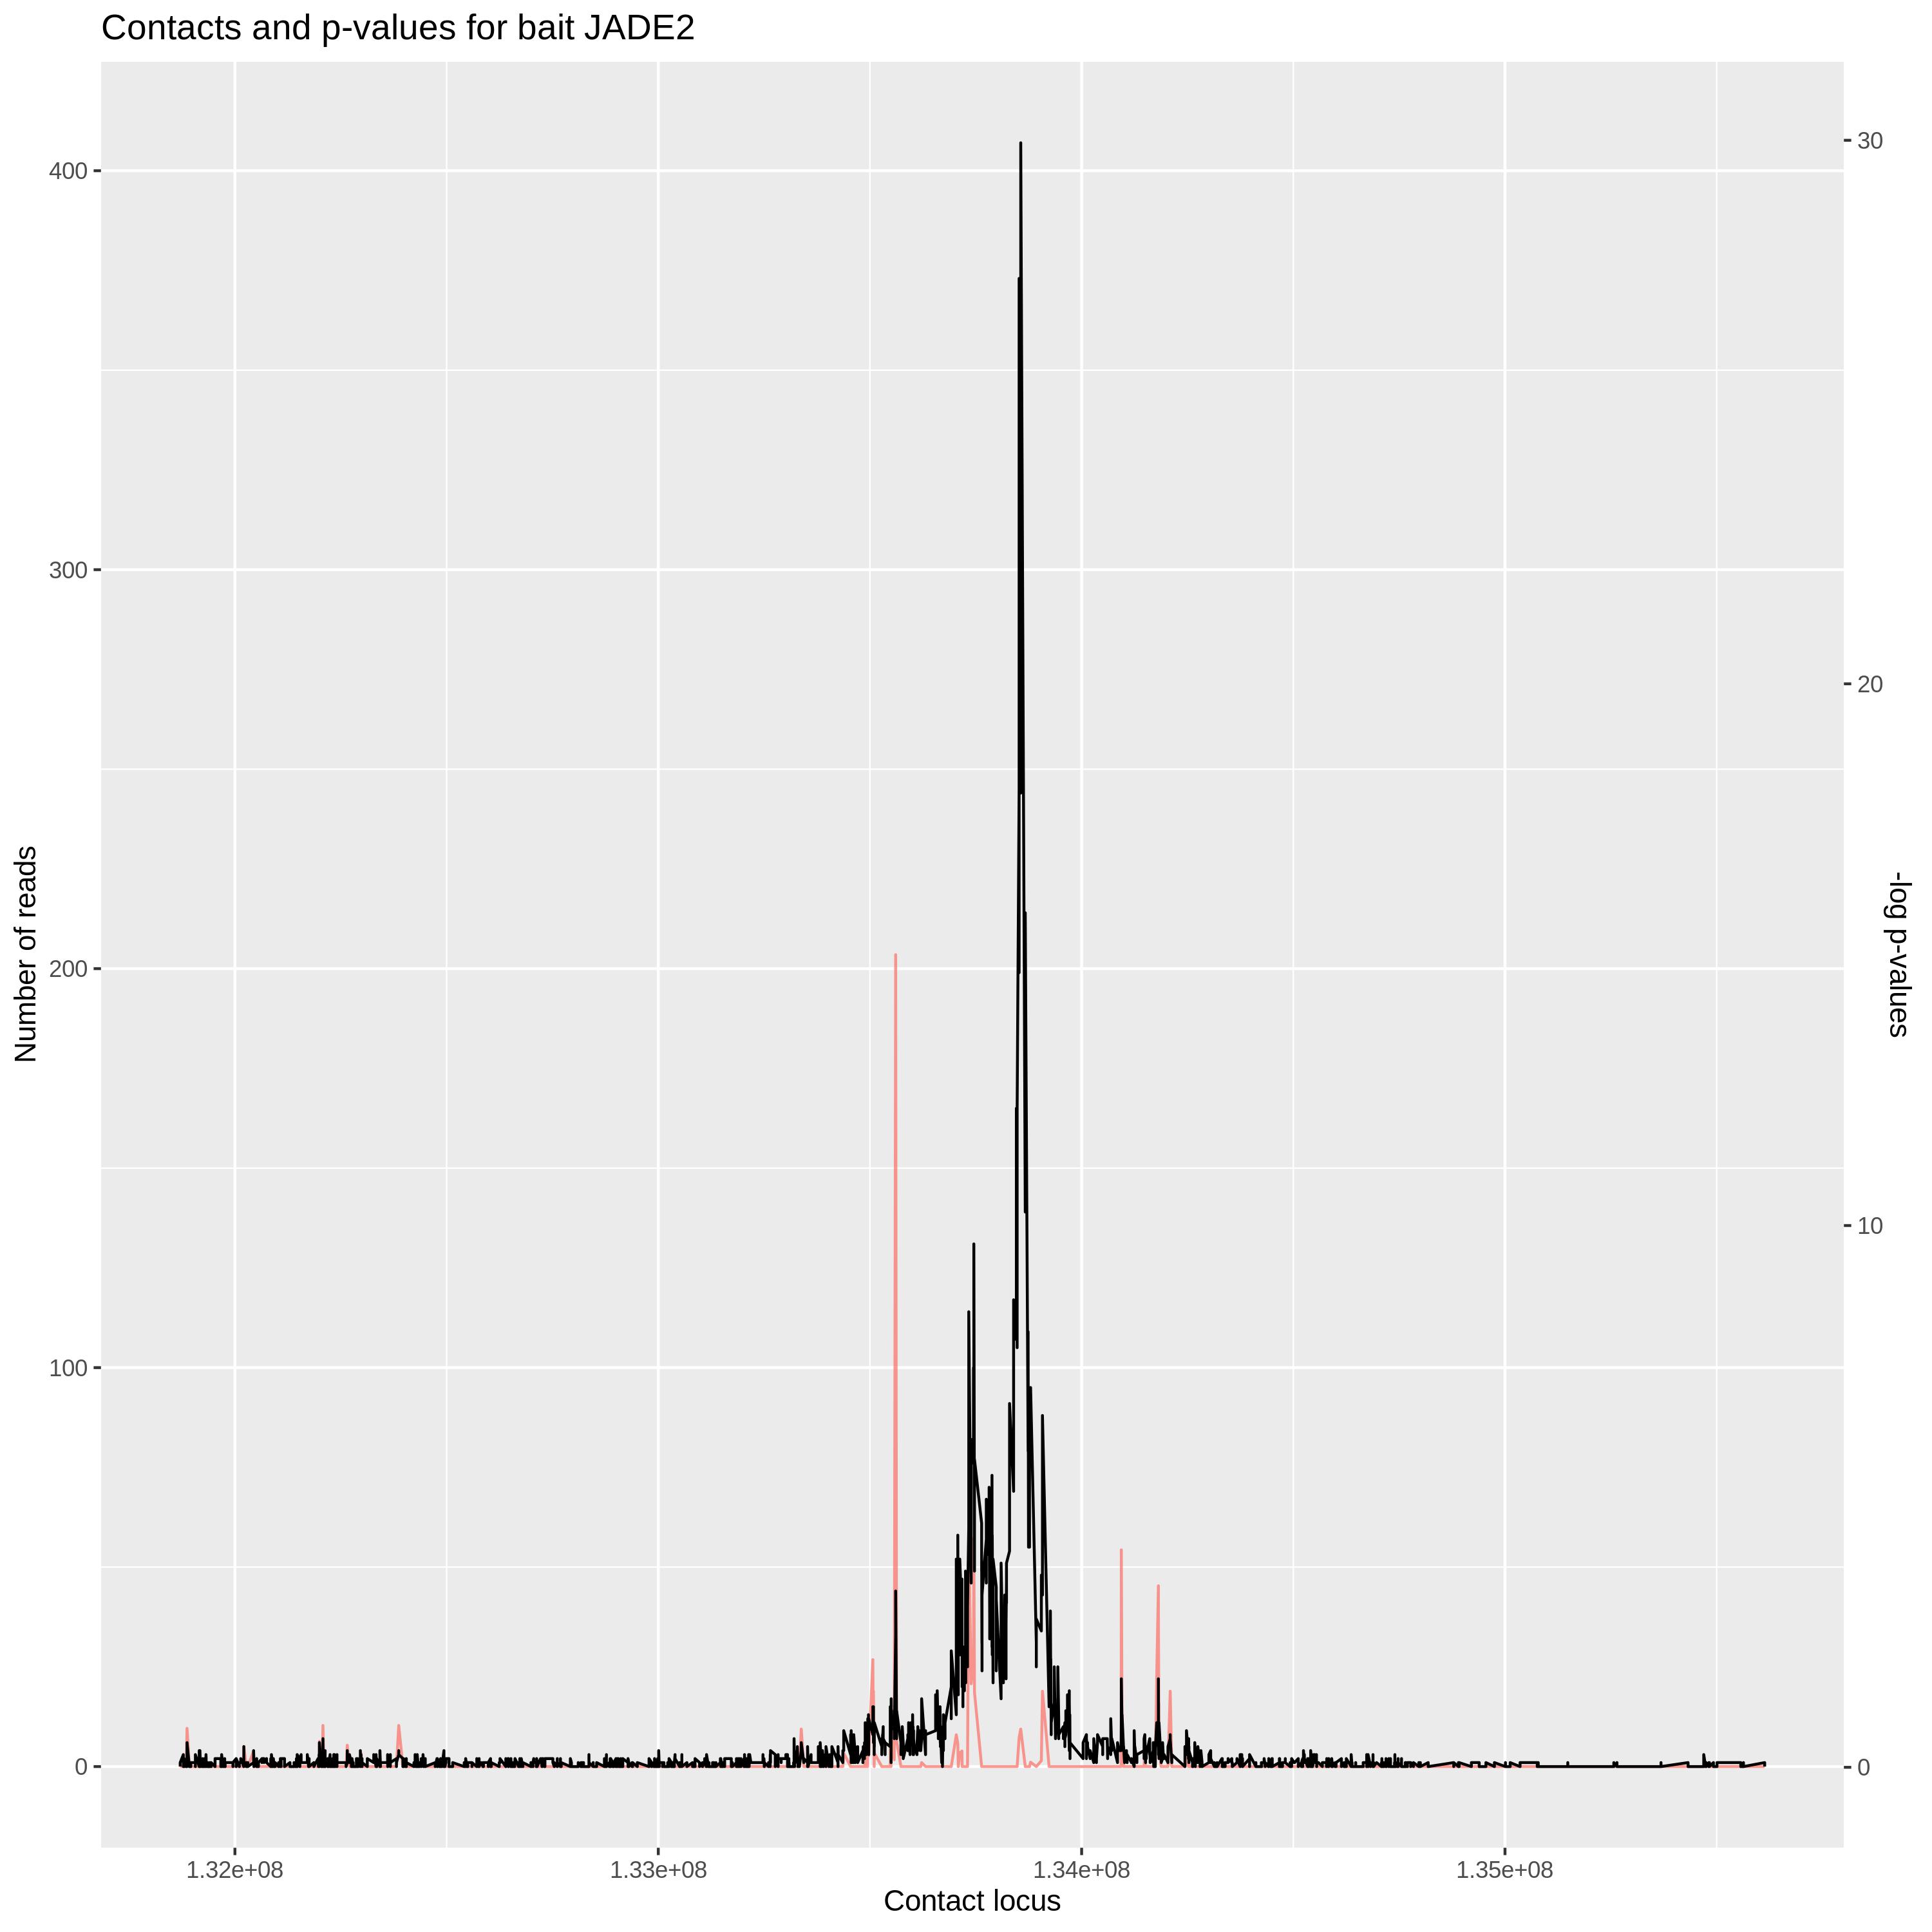 Contacts and p-values for bait JADE2
400
300
200
100
0
Number of reads
30
20
10
0
-log p-values
1.32e+08
1.33e+08
1.34e+08
1.35e+08
Contact locus